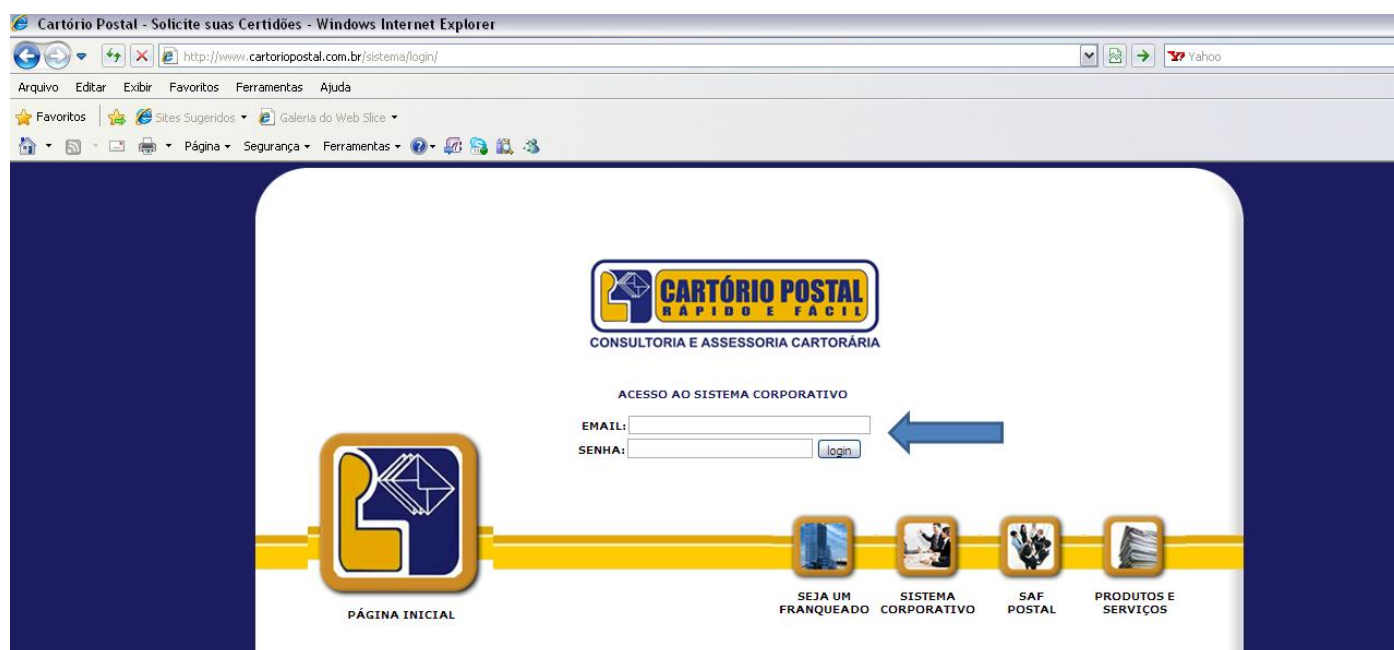 Cartório Postal - Solicite suas Certidões - Windows Internet Explorer
http://www.cartoriopostal.com.br/sistema/login/
Yahoo
Arquivo Editar Exibir Favoritos Ferramentas Ajuda
Favoritos Sites Sugeridos Galeria do Web Slice
Página Segurança Ferramentas
CARTÓRIO POSTAL
RÁPIDO E FÁCIL
CONSULTORIA E ASSESSORIA CARTORÁRIA
ACESSO AO SISTEMA CORPORATIVO
EMAIL:
SENHA: login
PÁGINA INICIAL
SEJA UM FRANQUEADO
SISTEMA CORPORATIVO
SAF POSTAL
PRODUTOS E SERVIÇOS